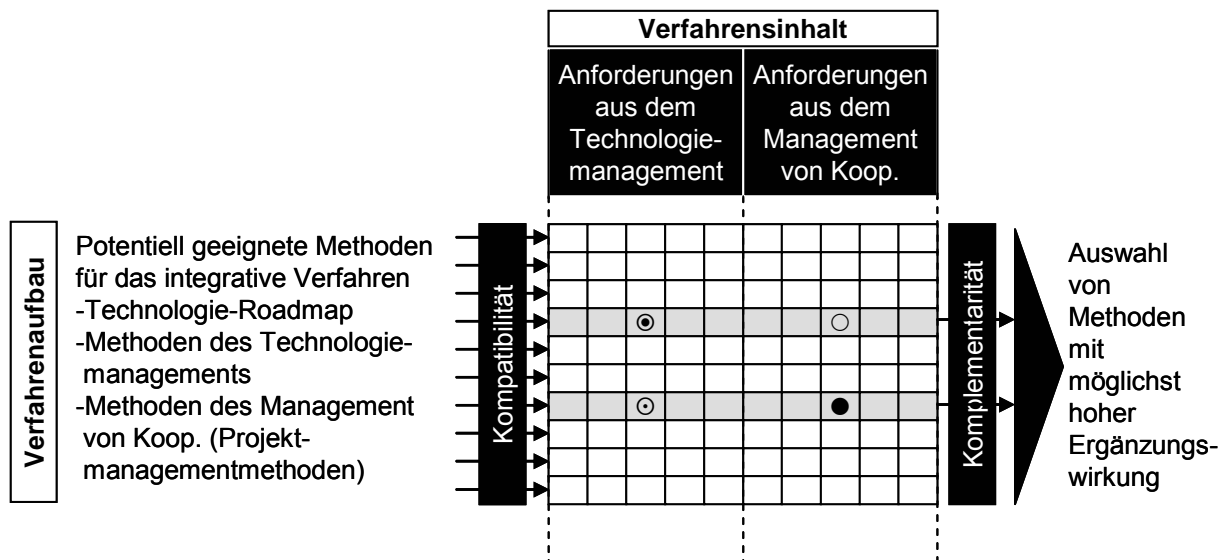 Verfahrensinhalt
Anforderungen
aus dem
Technologie-
management
Anforderungen
aus dem
Management
von Koop.
Verfahrenaufbau
Potentiell geeignete Methoden
für das integrative Verfahren
-Technologie-Roadmap
-Methoden des Technologie-
managements
-Methoden des Management
von Koop. (Projekt-
managementmethoden)
Kompatibilität
Komplementarität
Auswahl
von
Methoden
mit
möglichst
hoher
Ergänzungs-
wirkung